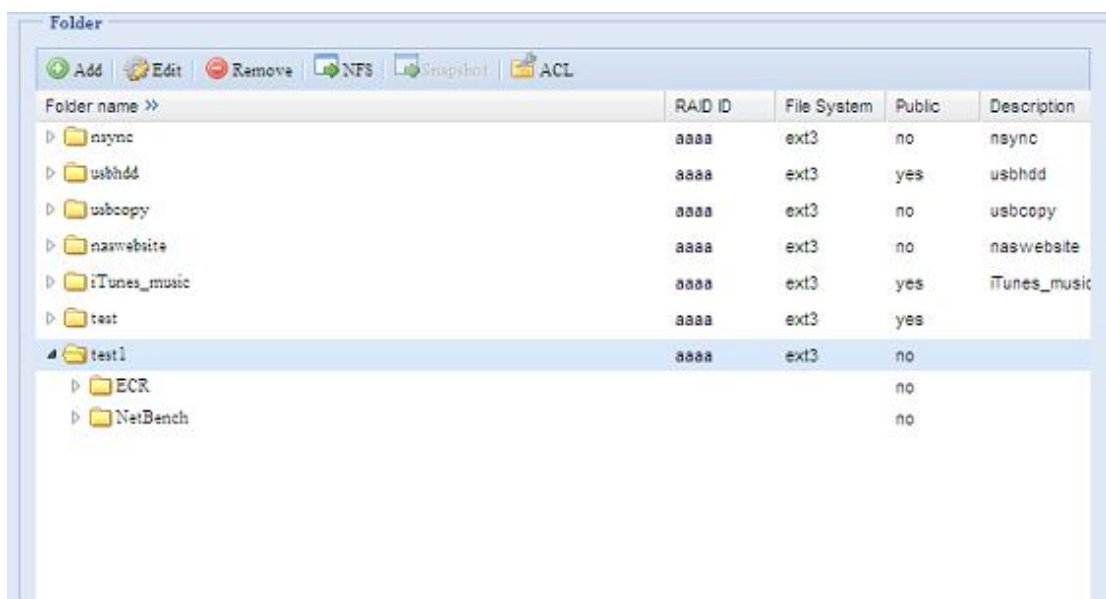 Folder
Add Edit Remove NFS Snapshot ACL
Folder name » RAID ID File System Public Description
nsync aaaa ext3 no nsync
usbhdd aaaa ext3 yes usbhdd
usbcopy aaaa ext3 no usbcopy
naswebsite aaaa ext3 no naswebsite
iTunes_music aaaa ext3 yes iTunes_music
test aaaa ext3 yes
test1 aaaa ext3 no
ECR no
NetBench no